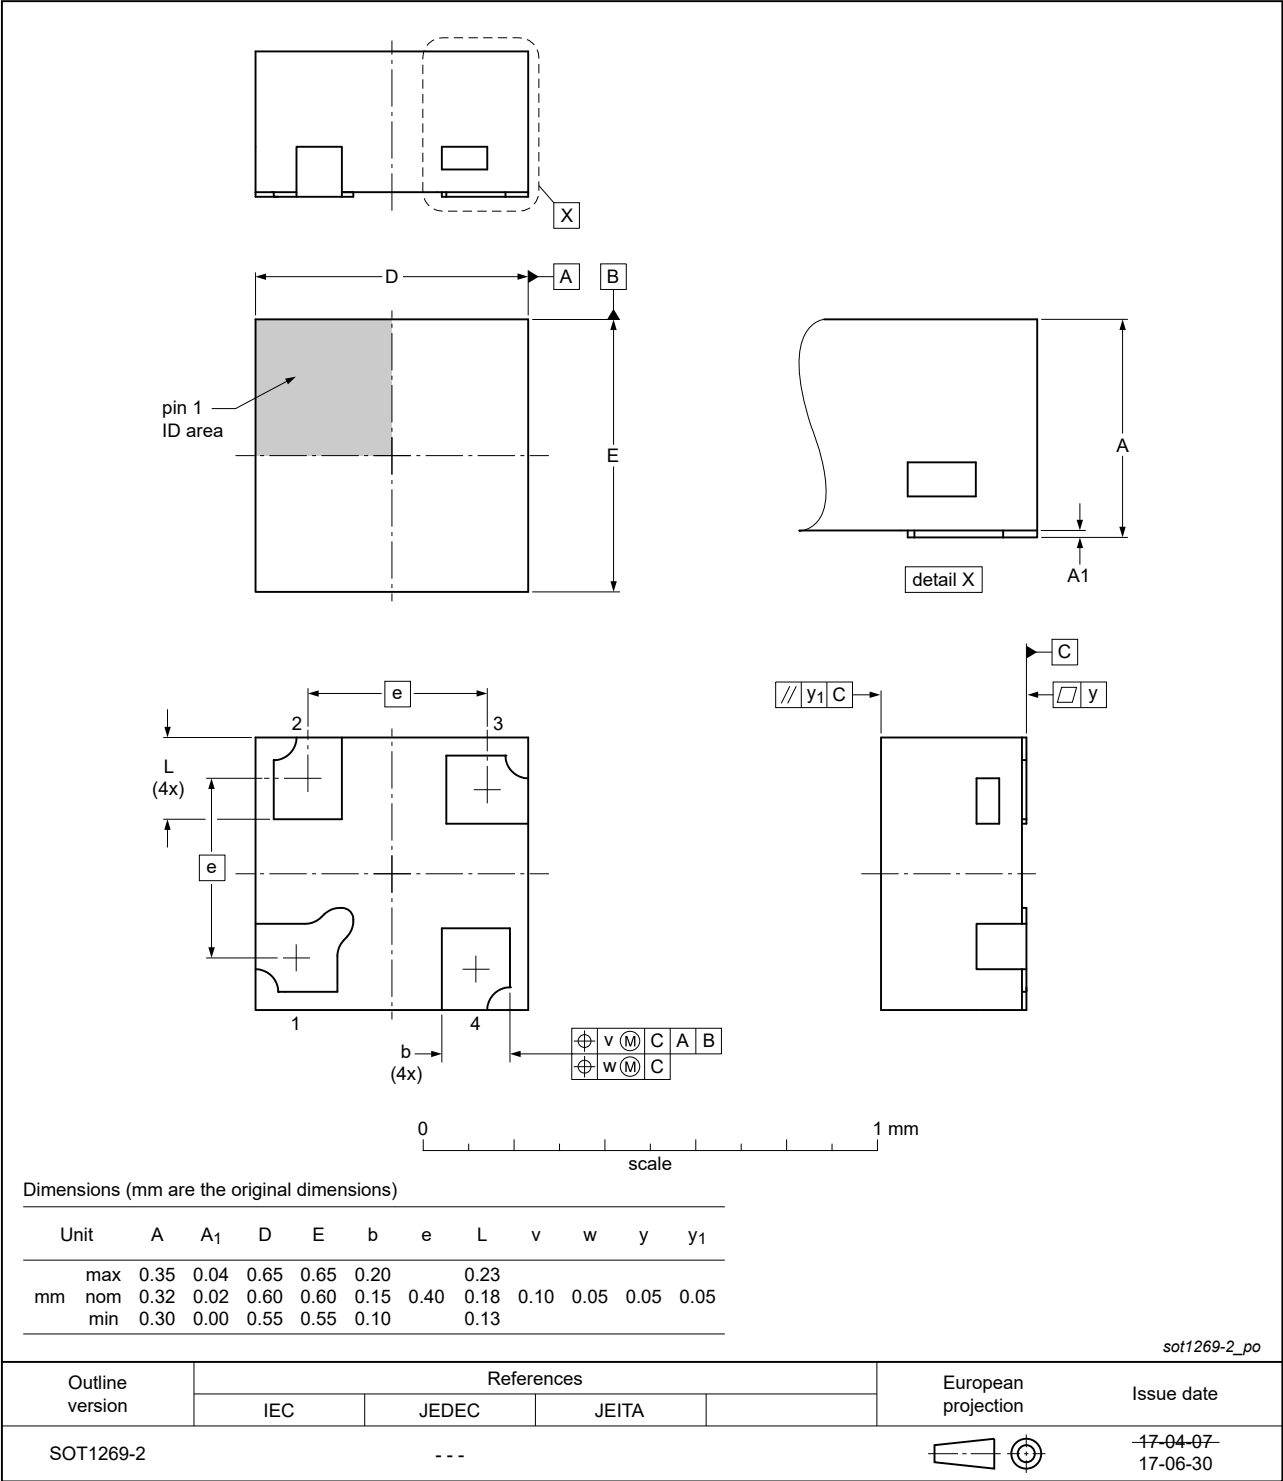 X
D
A
B
pin 1
ID area
E
A
A1
detail X
C
// y1 C
y
e
2
3
L
(4x)
e
1
4
b
(4x)
v M C A B
w M C
0
1 mm
scale
Dimensions (mm are the original dimensions)
Unit A A1 D E b e L v w y y1
max 0.35 0.04 0.65 0.65 0.20 0.23
mm nom 0.32 0.02 0.60 0.60 0.15 0.40 0.18 0.10 0.05 0.05 0.05
min 0.30 0.00 0.55 0.55 0.10 0.13
sot1269-2_po
Outline
version
References
IEC JEDEC JEITA
European
projection
Issue date
SOT1269-2
- - -
17-04-07
17-06-30